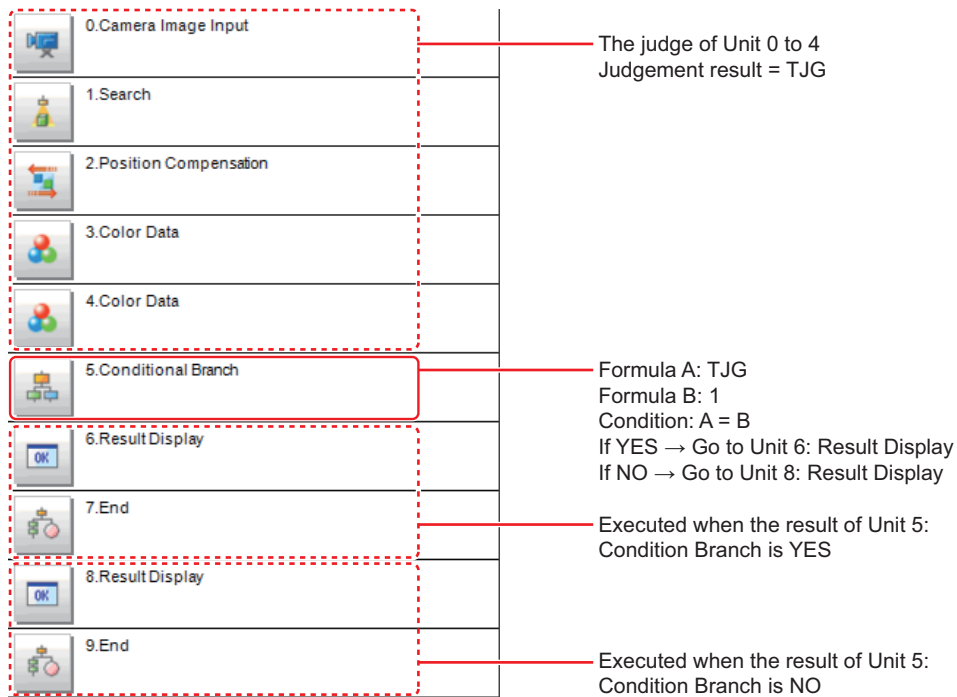 0.Camera Image Input
The judge of Unit 0 to 4
Judgement result = TJG
1.Search
2.Position Compensation
3.Color Data
4.Color Data
5.Conditional Branch
Formula A: TJG
Formula B: 1
Condition: A = B
If YES → Go to Unit 6: Result Display
If NO → Go to Unit 8: Result Display
6.Result Display
OK
7.End
Executed when the result of Unit 5:
Condition Branch is YES
8.Result Display
OK
9.End
Executed when the result of Unit 5:
Condition Branch is NO